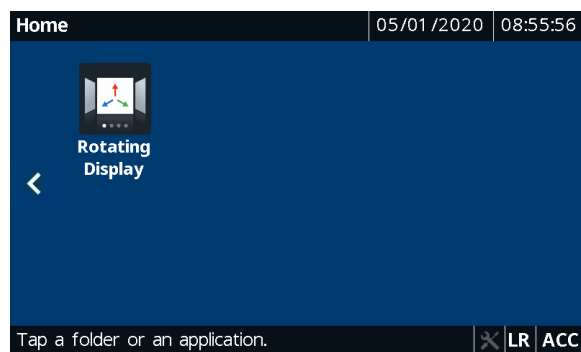 Home 05/01/2020 08:55:56
Rotating
Display
Tap a folder or an application. LR ACC